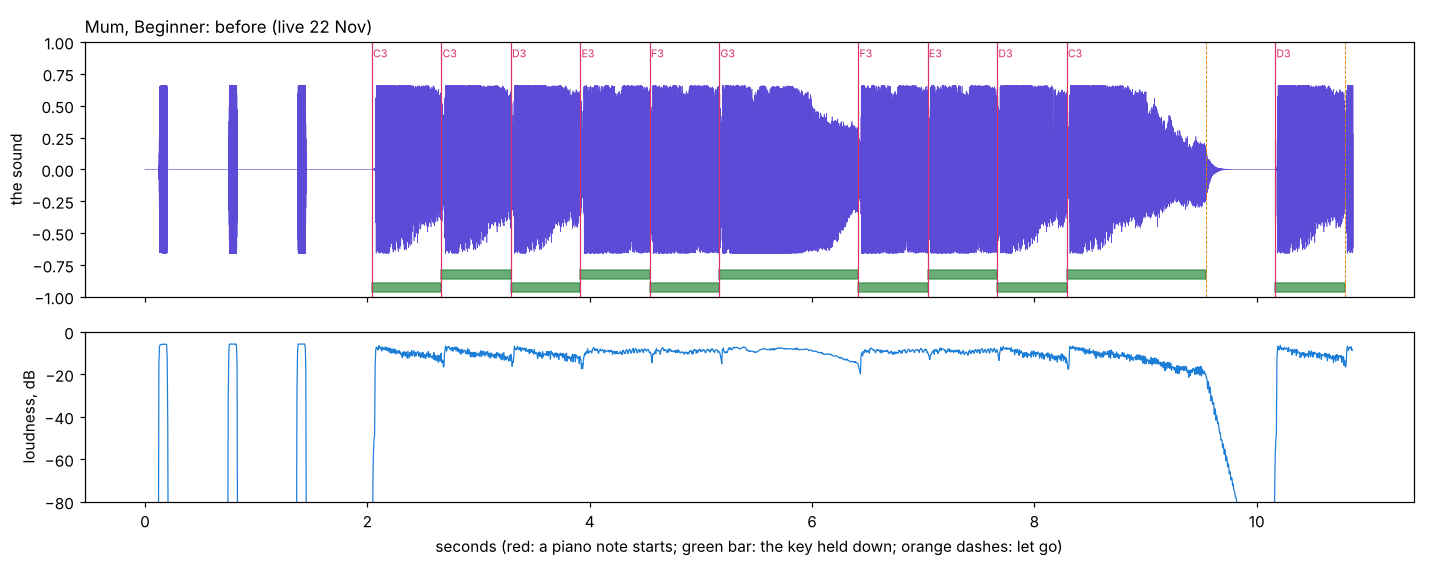 Mum, Beginner: before (live 22 Nov)
1.00
0.75
0.50
0.25
0.00
−0.25
−0.50
−0.75
−1.00
the sound
C3 C3 D3 E3 F3 G3 F3 E3 D3 C3 D3
0
−20
−40
−60
−80
loudness, dB
0 2 4 6 8 10
seconds (red: a piano note starts; green bar: the key held down; orange dashes: let go)